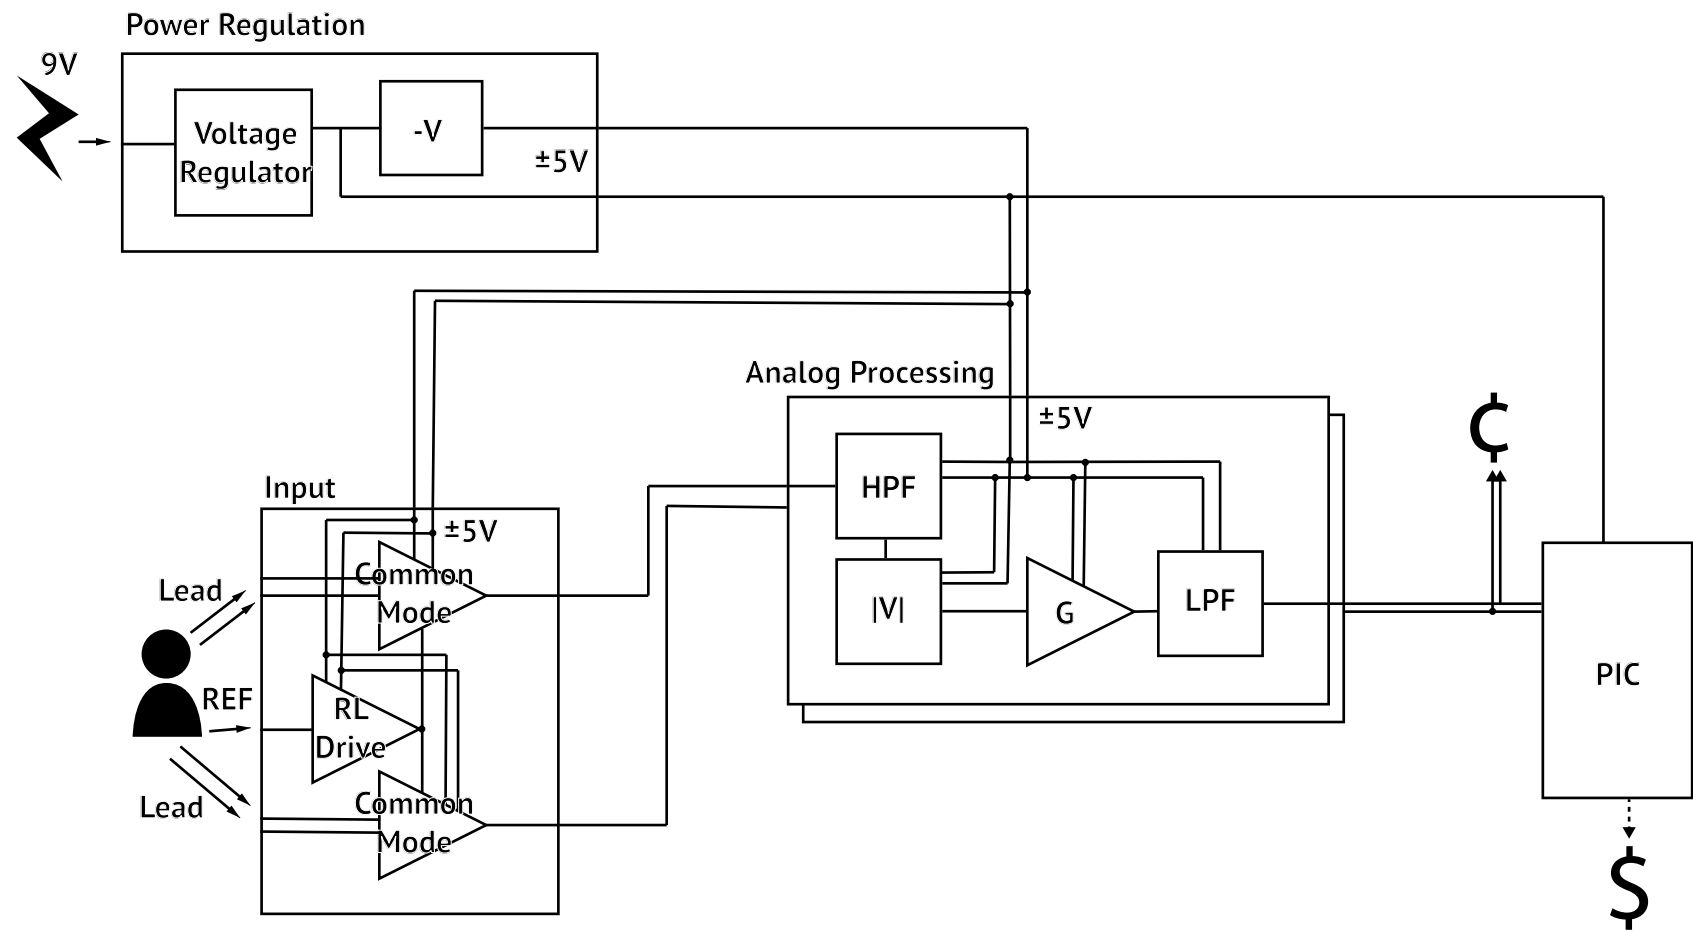 Power Regulation
9V
Voltage
Regulator
-V
±5V
Analog Processing
±5V
HPF
|V|
G
LPF
¢
Input
±5V
Common
Mode
Lead
REF
RL
Drive
Lead
Common
Mode
PIC
$